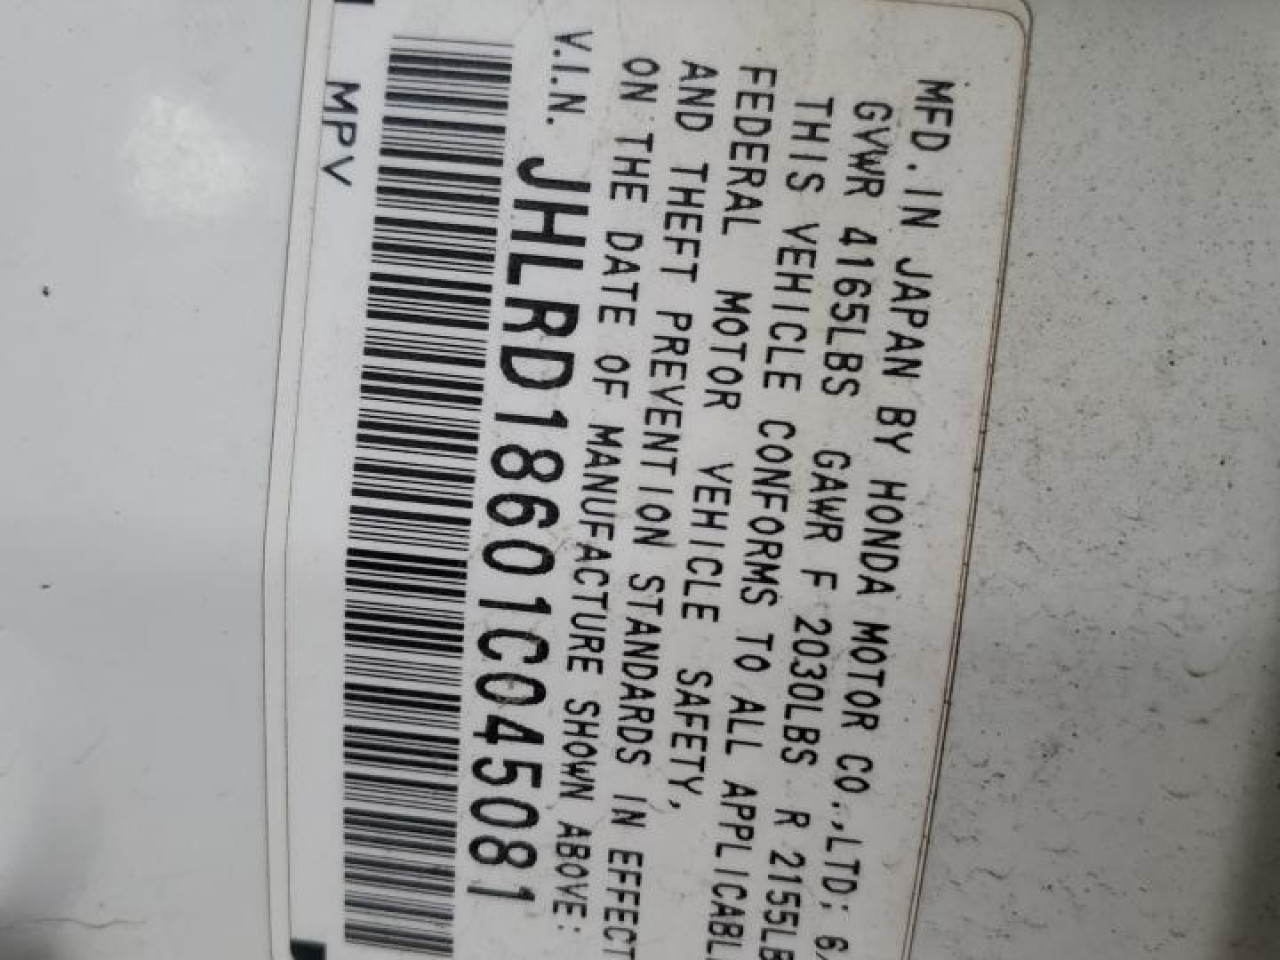 MFD. IN JAPAN BY HONDA MOTOR CO.,LTD; 6/
GVWR 4165LBS GAWR F 2030LBS R 2155LB
THIS VEHICLE CONFORMS TO ALL APPLICABL
FEDERAL MOTOR VEHICLE SAFETY,
AND THEFT PREVENTION STANDARDS IN EFFECT
ON THE DATE OF MANUFACTURE SHOWN ABOVE:
V.I.N. JHLRD18601C045081
MPV